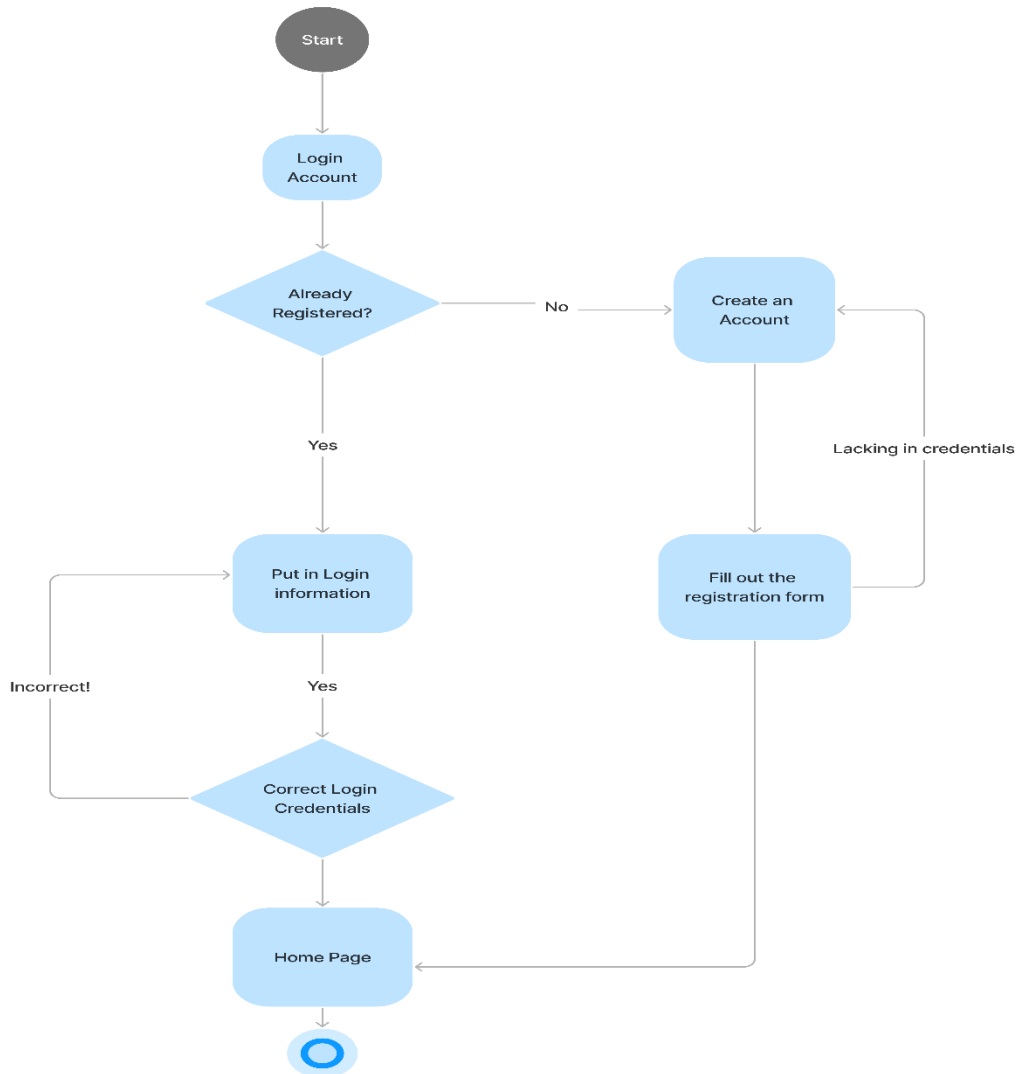 Start
Login
Account
Already
Registered?
No
Create an
Account
Yes
Lacking in credentials
Put in Login
information
Fill out the
registration form
Incorrect!
Yes
Correct Login
Credentials
Home Page